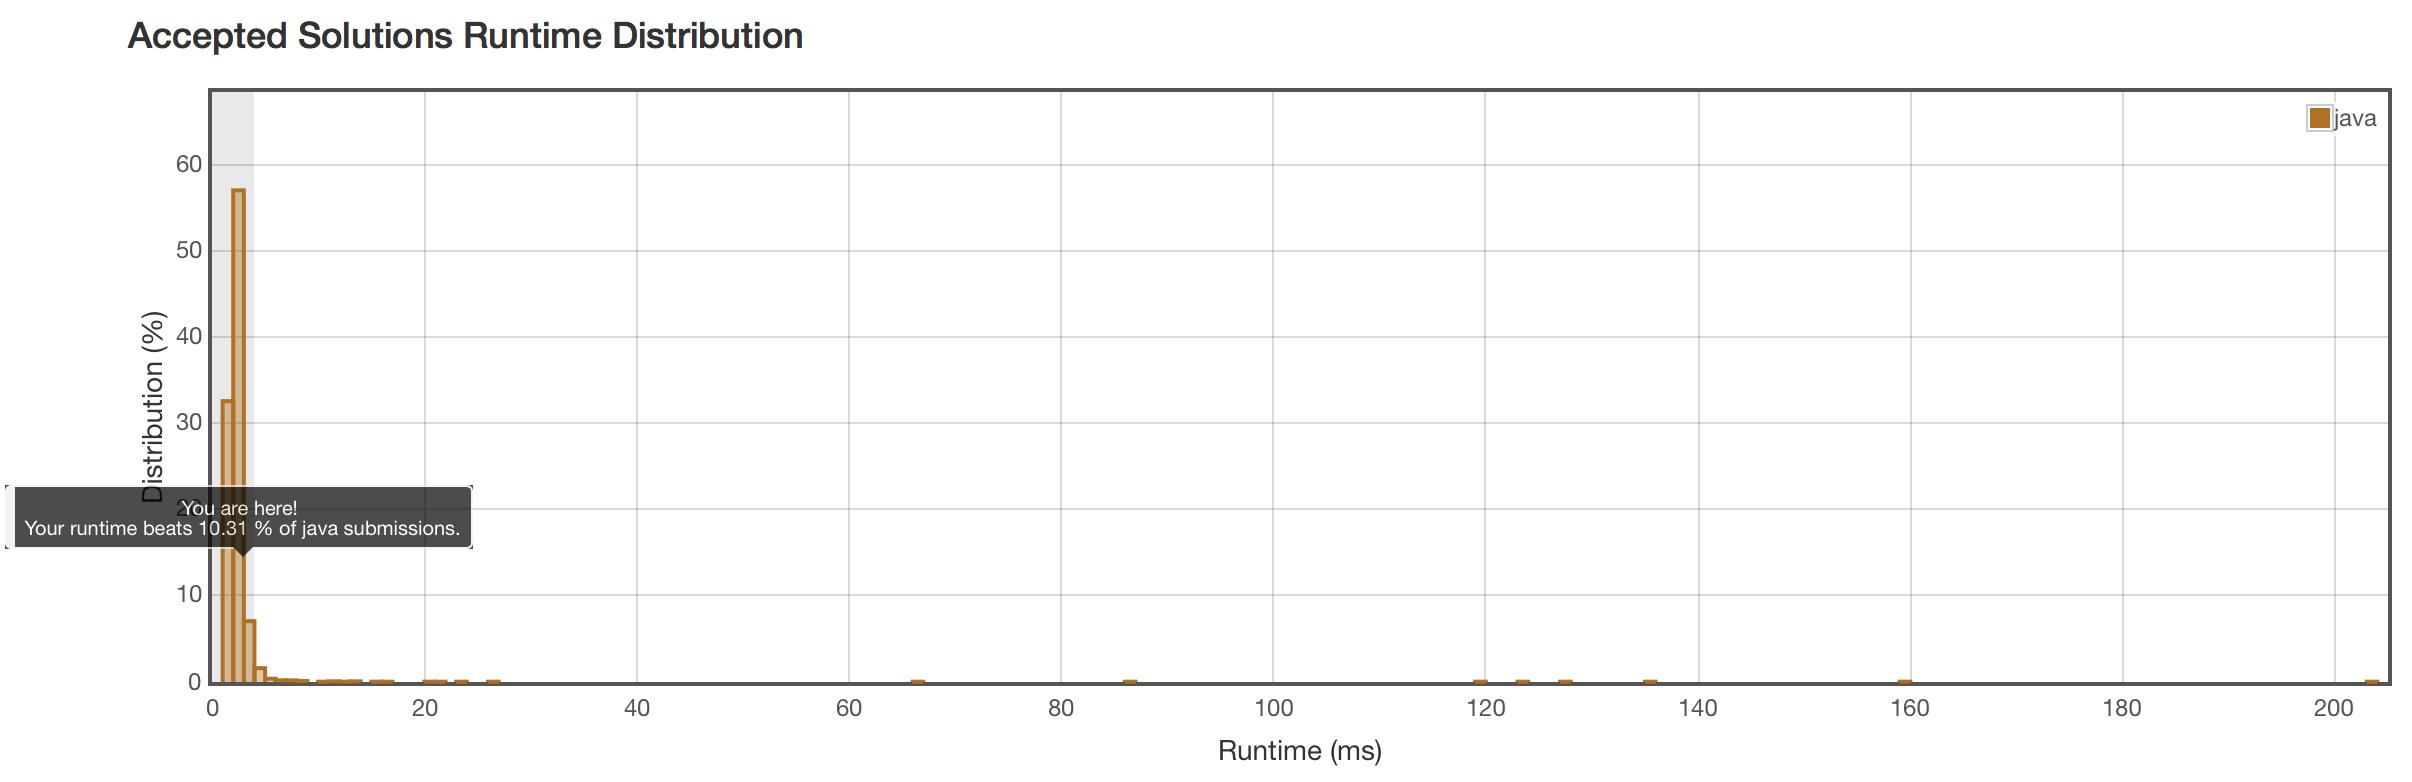 Accepted Solutions Runtime Distribution
java
Distribution (%)
60
50
40
30
20
10
0
You are here!
Your runtime beats 10.31 % of java submissions.
0 20 40 60 80 100 120 140 160 180 200
Runtime (ms)